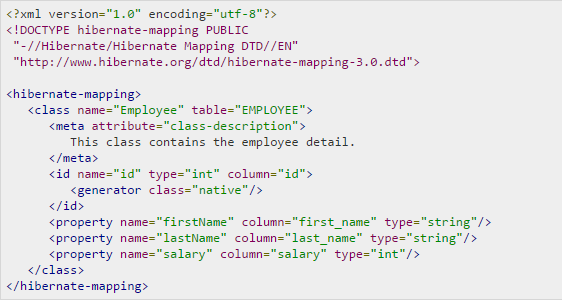 <?xml version="1.0" encoding="utf-8"?>
<!DOCTYPE hibernate-mapping PUBLIC
 "-//Hibernate/Hibernate Mapping DTD//EN"
 "http://www.hibernate.org/dtd/hibernate-mapping-3.0.dtd">

<hibernate-mapping>
   <class name="Employee" table="EMPLOYEE">
      <meta attribute="class-description">
         This class contains the employee detail.
      </meta>
      <id name="id" type="int" column="id">
         <generator class="native"/>
      </id>
      <property name="firstName" column="first_name" type="string"/>
      <property name="lastName" column="last_name" type="string"/>
      <property name="salary" column="salary" type="int"/>
   </class>
</hibernate-mapping>